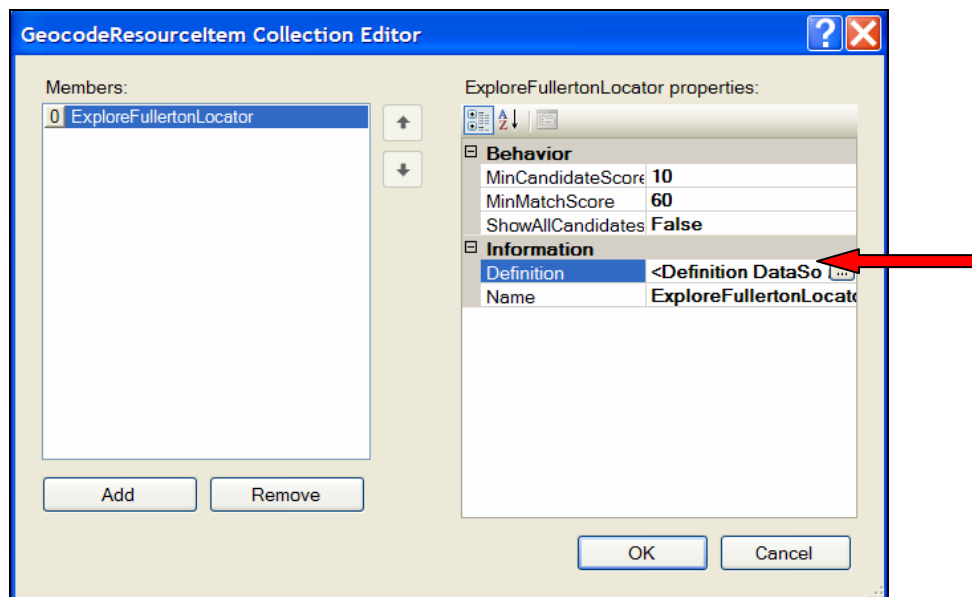 GeocodeResourceItem Collection Editor
Members:
0 ExploreFullertonLocator
ExploreFullertonLocator properties:
Behavior
MinCandidateScore 10
MinMatchScore 60
ShowAllCandidates False
Information
Definition <Definition DataSo ...
Name ExploreFullertonLocato
Add Remove
OK Cancel